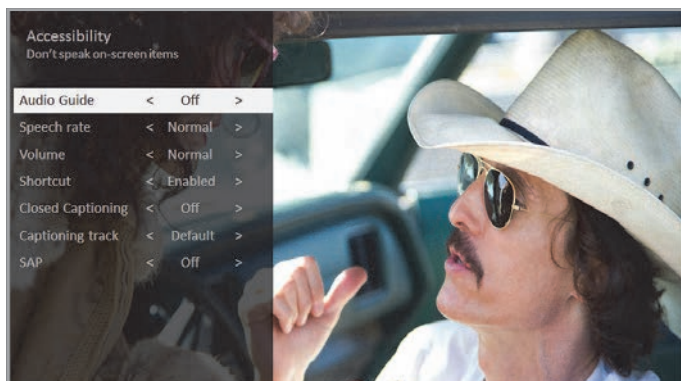 Accessibility
Don't speak on-screen items
Audio Guide < Off >
Speech rate < Normal >
Volume < Normal >
Shortcut < Enabled >
Closed Captioning < Off >
Captioning track < Default >
SAP < Off >